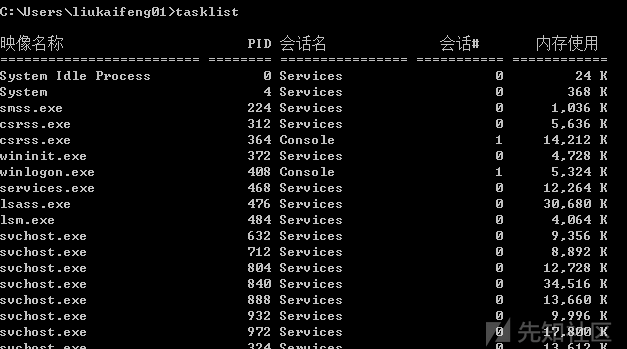 C:\Users\liukaifeng01>tasklist
映像名称 PID 会话名 会话# 内存使用
========================= ======== ================ =========== ============
System Idle Process 0 Services 0 24 K
System 4 Services 0 368 K
smss.exe 224 Services 0 1,036 K
csrss.exe 312 Services 0 5,636 K
csrss.exe 364 Console 1 14,212 K
wininit.exe 372 Services 0 4,728 K
winlogon.exe 408 Console 1 5,324 K
services.exe 468 Services 0 12,264 K
lsass.exe 476 Services 0 30,680 K
lsm.exe 484 Services 0 4,064 K
svchost.exe 632 Services 0 9,356 K
svchost.exe 712 Services 0 8,892 K
svchost.exe 804 Services 0 12,728 K
svchost.exe 840 Services 0 34,516 K
svchost.exe 888 Services 0 13,660 K
svchost.exe 932 Services 0 9,996 K
svchost.exe 972 Services 0 17,800 K
svchost.exe 324 Services 0 13,612 K
先知社区